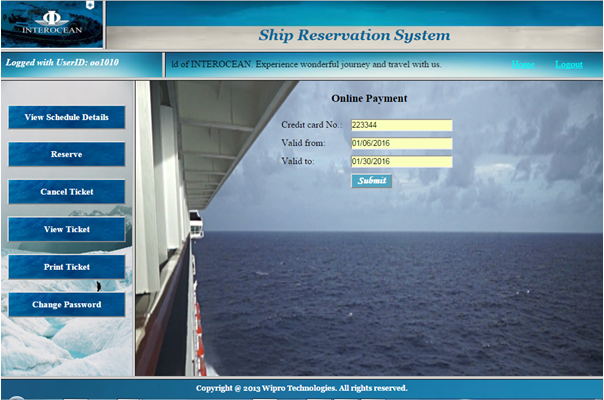 INTEROCEAN
Ship Reservation System
Logged with UserID: oo1010
ld of INTEROCEAN. Experience wonderful journey and travel with us.
Home
Logout
View Schedule Details
Reserve
Cancel Ticket
View Ticket
Print Ticket
Change Password
Online Payment
Credit card No.: 223344
Valid from: 01/06/2016
Valid to: 01/30/2016
Submit
Copyright @ 2013 Wipro Technologies. All rights reserved.